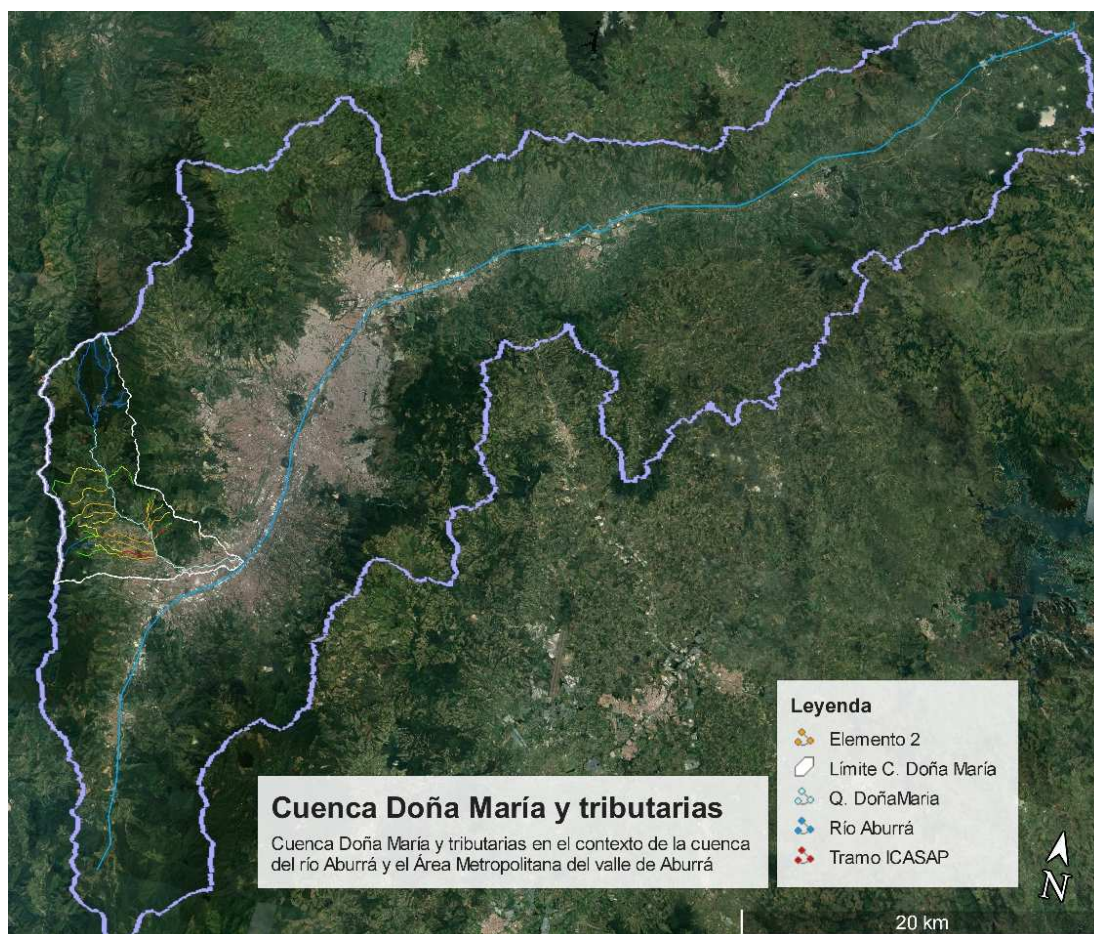 Leyenda
Elemento 2
Límite C. Doña María
Q. DoñaMaria
Río Aburrá
Tramo ICASAP
Cuenca Doña María y tributarias
Cuenca Doña María y tributarias en el contexto de la cuenca
del río Aburrá y el Área Metropolitana del valle de Aburrá
N
20 km